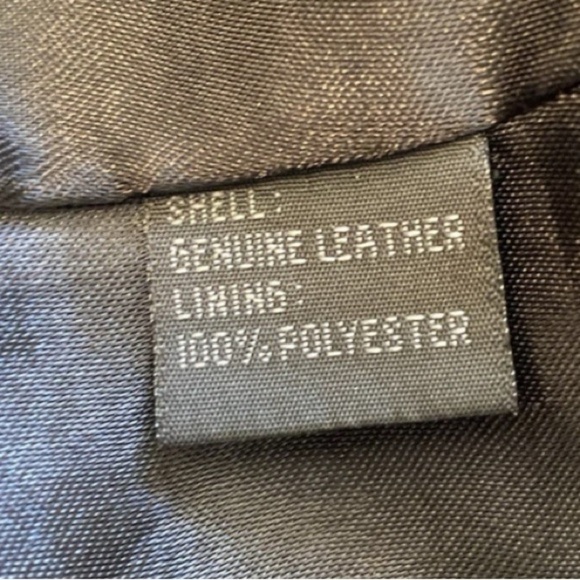 SHELL:
GENUINE LEATHER
LINING:
100% POLYESTER